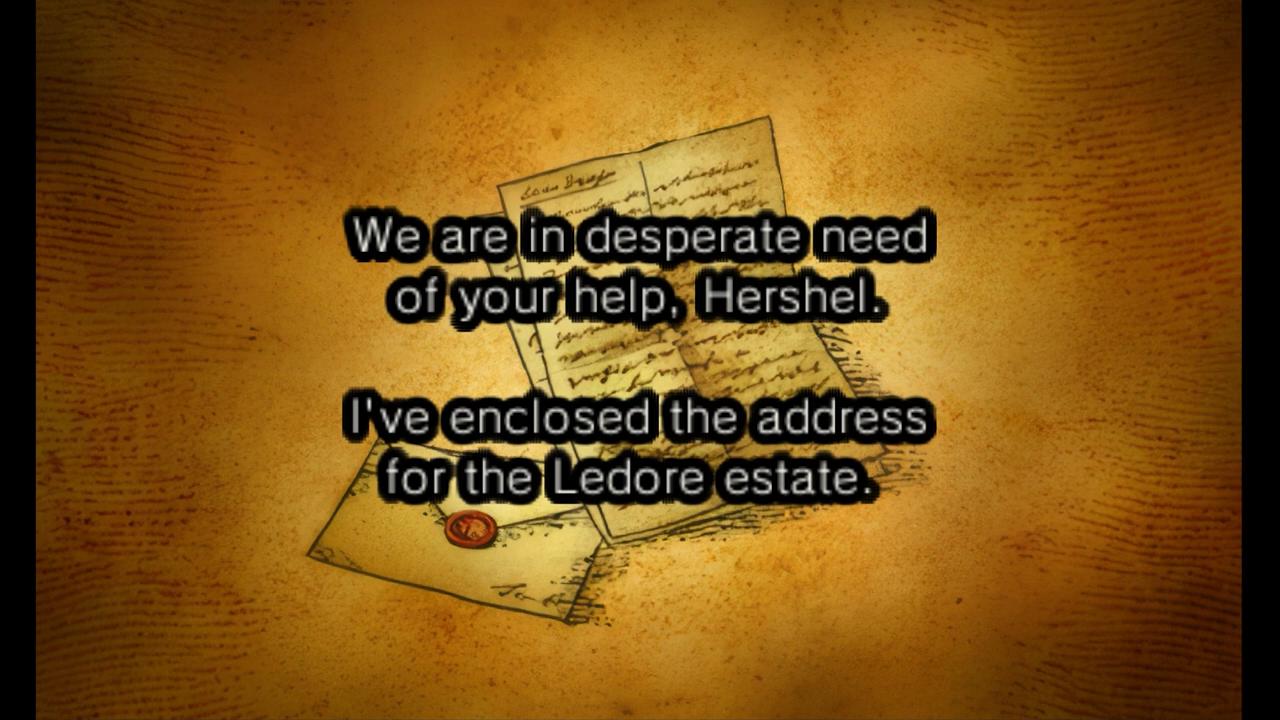 We are in desperate need
of your help, Hershel.
I've enclosed the address
for the Ledore estate.